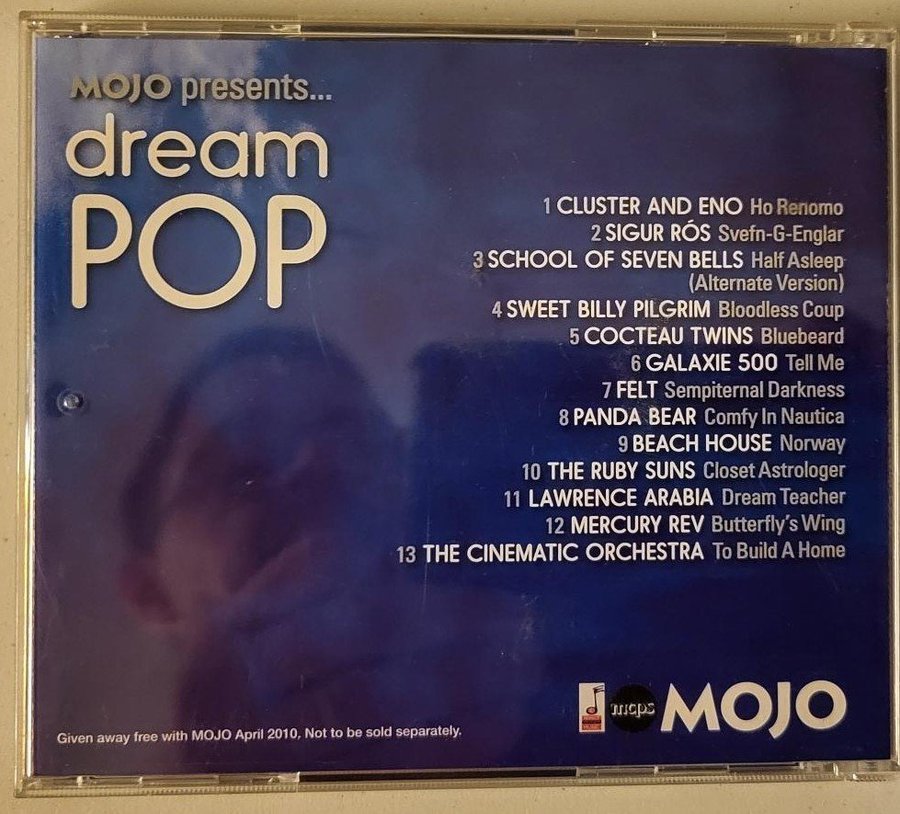 MOJO presents...
dream
POP
1 CLUSTER AND ENO Ho Renomo
2 SIGUR RÓS Svefn-G-Englar
3 SCHOOL OF SEVEN BELLS Half Asleep
(Alternate Version)
4 SWEET BILLY PILGRIM Bloodless Coup
5 COCTEAU TWINS Bluebeard
6 GALAXIE 500 Tell Me
7 FELT Sempiternal Darkness
8 PANDA BEAR Comfy In Nautica
9 BEACH HOUSE Norway
10 THE RUBY SUNS Closet Astrologer
11 LAWRENCE ARABIA Dream Teacher
12 MERCURY REV Butterfly's Wing
13 THE CINEMATIC ORCHESTRA To Build A Home
mcps MOJO
Given away free with MOJO April 2010, Not to be sold separately.